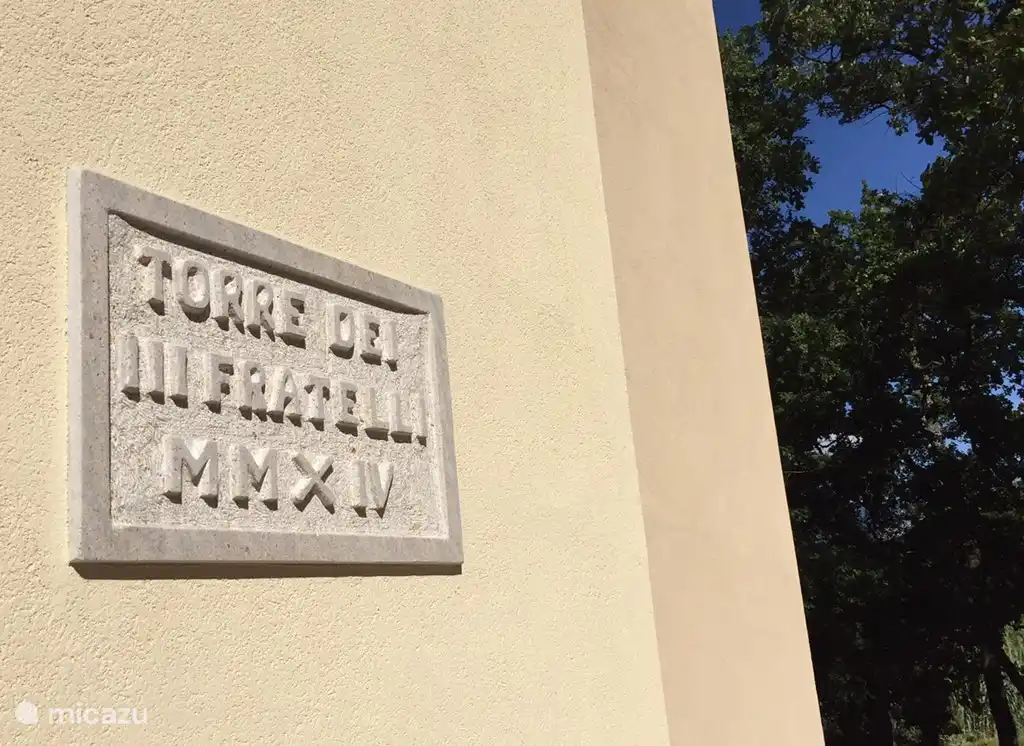 TORRE DEI
III FRATELLI
MMXIV
micazu